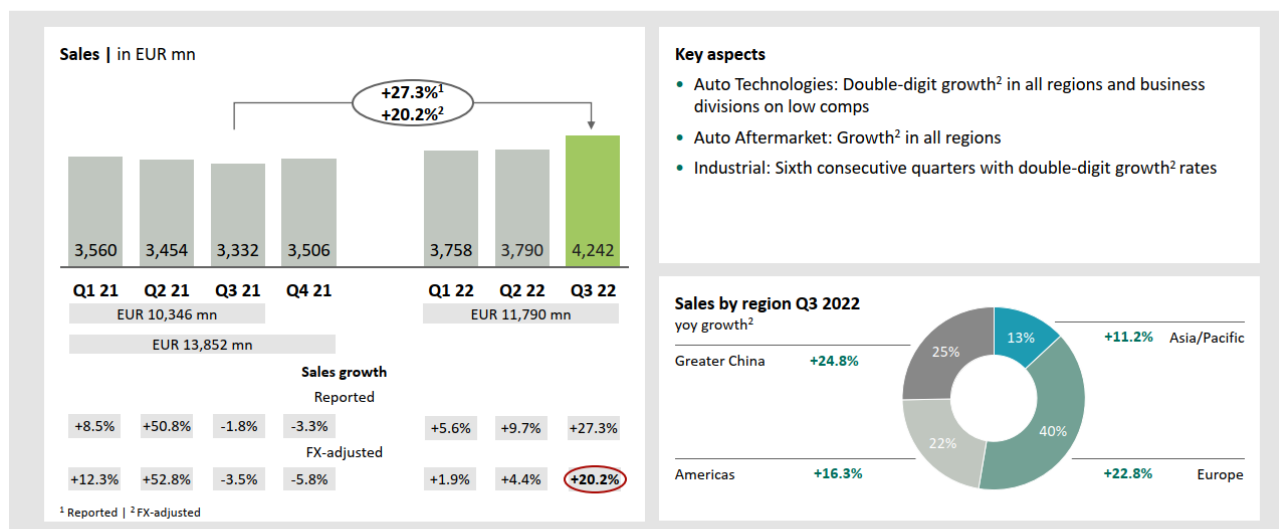 Sales | in EUR mn
+27.3%¹
+20.2%²
3,560 3,454 3,332 3,506 3,758 3,790 4,242
Q1 21 Q2 21 Q3 21 Q4 21 Q1 22 Q2 22 Q3 22
EUR 10,346 mn EUR 11,790 mn
EUR 13,852 mn
Sales growth
Reported
+8.5% +50.8% -1.8% -3.3% +5.6% +9.7% +27.3%
FX-adjusted
+12.3% +52.8% -3.5% -5.8% +1.9% +4.4% +20.2%
¹ Reported | ² FX-adjusted
Key aspects
• Auto Technologies: Double-digit growth² in all regions and business
divisions on low comps
• Auto Aftermarket: Growth² in all regions
• Industrial: Sixth consecutive quarters with double-digit growth² rates
Sales by region Q3 2022
yoy growth²
13% +11.2% Asia/Pacific
Greater China +24.8% 25%
22% 40%
Americas +16.3% +22.8% Europe